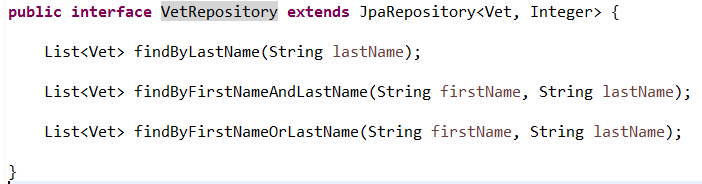 public interface VetRepository extends JpaRepository<Vet, Integer> {
List<Vet> findByLastName(String lastName);
List<Vet> findByFirstNameAndLastName(String firstName, String lastName);
List<Vet> findByFirstNameOrLastName(String firstName, String lastName);
}